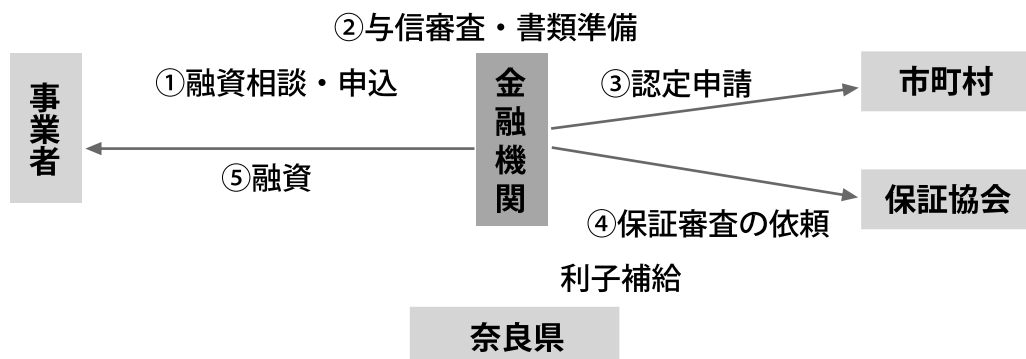 ②与信審査・書類準備
事業者
①融資相談・申込
金融機関
③認定申請
市町村
⑤融資
保証協会
④保証審査の依頼
利子補給
奈良県